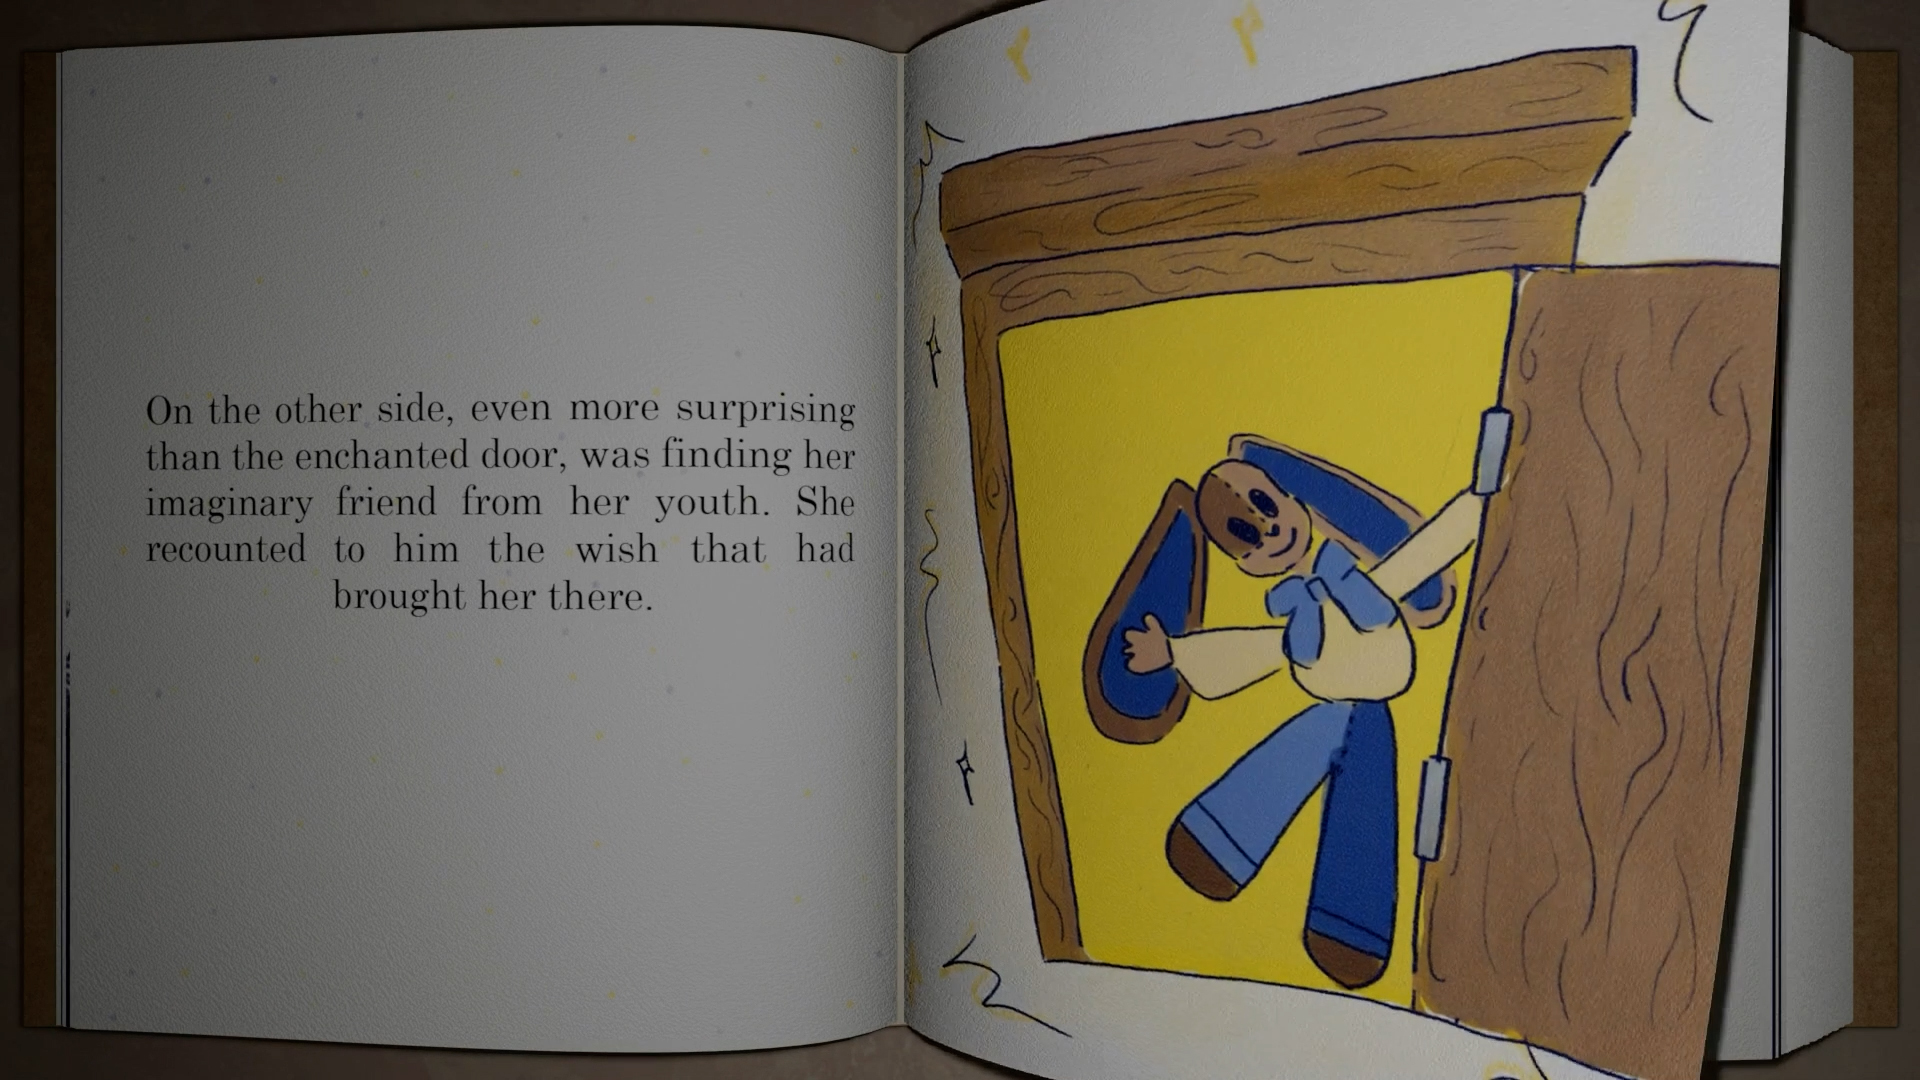 On the other side, even more surprising
than the enchanted door, was finding her
imaginary friend from her youth. She
recounted to him the wish that had
brought her there.